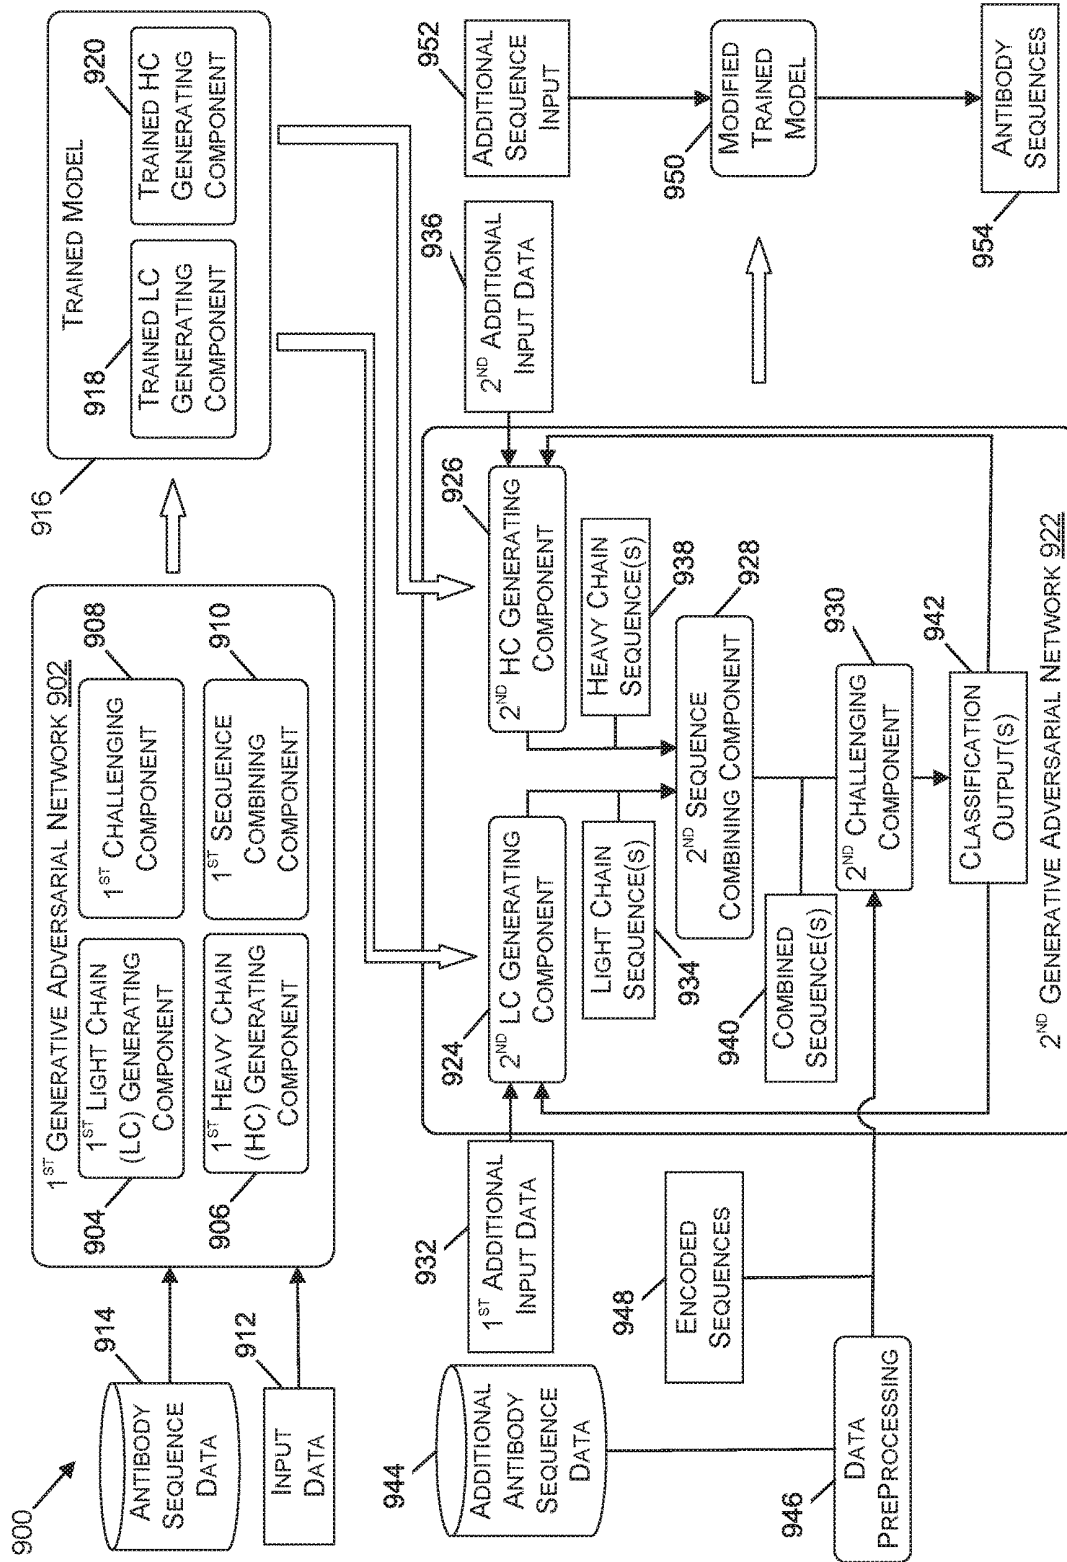 900
914
ANTIBODY
SEQUENCE
DATA
912
INPUT
DATA
1ST GENERATIVE ADVERSARIAL NETWORK 902
904
1ST LIGHT CHAIN
(LC) GENERATING
COMPONENT
908
1ST CHALLENGING
COMPONENT
906
1ST HEAVY CHAIN
(HC) GENERATING
COMPONENT
910
1ST SEQUENCE
COMBINING
COMPONENT
916
TRAINED MODEL
918
TRAINED LC
GENERATING
COMPONENT
920
TRAINED HC
GENERATING
COMPONENT
944
ADDITIONAL
ANTIBODY
SEQUENCE
DATA
932
1ST ADDITIONAL
INPUT DATA
948
ENCODED
SEQUENCES
946
DATA
PREPROCESSING
924
2ND LC GENERATING
COMPONENT
926
2ND HC GENERATING
COMPONENT
936
2ND ADDITIONAL
INPUT DATA
LIGHT CHAIN
SEQUENCE(S)
934
HEAVY CHAIN
SEQUENCE(S)
938
2ND SEQUENCE
COMBINING COMPONENT
928
940
COMBINED
SEQUENCE(S)
930
2ND CHALLENGING
COMPONENT
942
CLASSIFICATION
OUTPUT(S)
2ND GENERATIVE ADVERSARIAL NETWORK 922
952
ADDITIONAL
SEQUENCE
INPUT
950
MODIFIED
TRAINED
MODEL
954
ANTIBODY
SEQUENCES